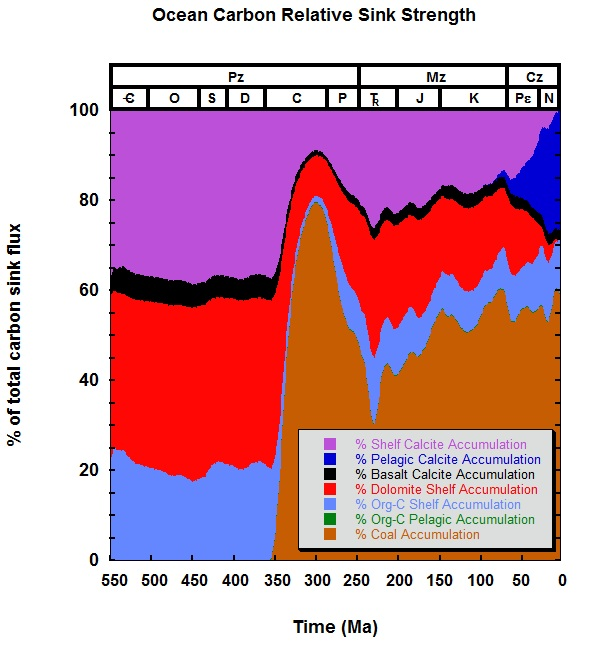 Ocean Carbon Relative Sink Strength
Pz Mz Cz
Ꞓ O S D C P TR J K Pε N
100
80
60
40
20
0
% of total carbon sink flux
% Shelf Calcite Accumulation
% Pelagic Calcite Accumulation
% Basalt Calcite Accumulation
% Dolomite Shelf Accumulation
% Org-C Shelf Accumulation
% Org-C Pelagic Accumulation
% Coal Accumulation
550 500 450 400 350 300 250 200 150 100 50 0
Time (Ma)